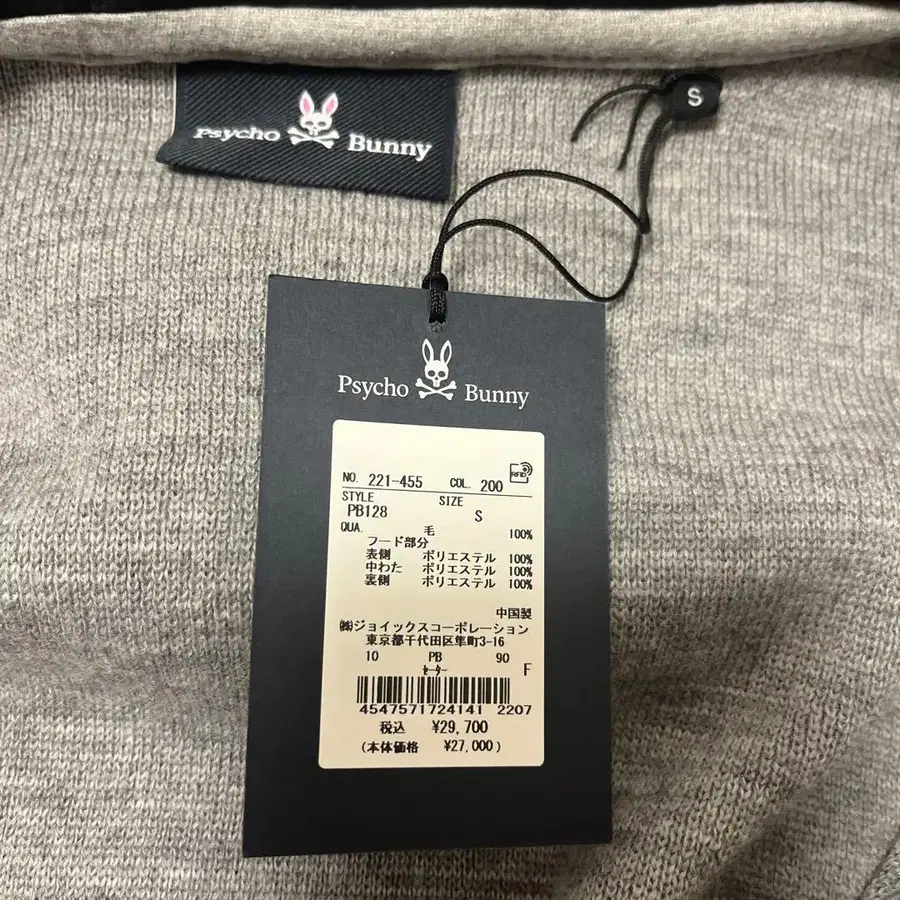 Psycho Bunny
S
Psycho Bunny
NO. 221-455 COL. 200 RFID
STYLE SIZE
PB128 S
QUA. 毛 100%
フード部分
表側 ポリエステル 100%
中わた ポリエステル 100%
裏側 ポリエステル 100%
中国製
㈱ジョイックスコーポレーション
東京都千代田区隼町3-16
10 PB 90
セーター F
4547571724141 2207
税込 ¥29,700
(本体価格 ¥27,000)